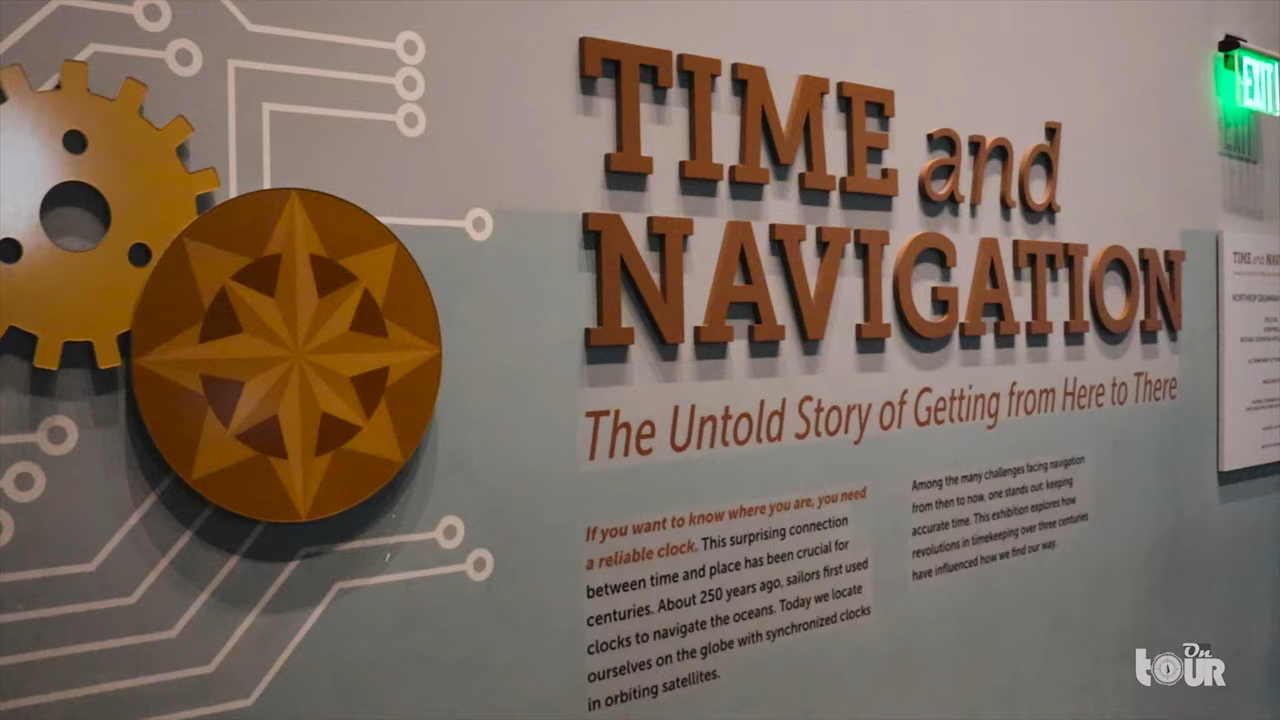 TIME and
NAVIGATION
The Untold Story of Getting from Here to There
If you want to know where you are, you need
a reliable clock. This surprising connection
between time and place has been crucial for
centuries. About 250 years ago, sailors first used
clocks to navigate the oceans. Today we locate
ourselves on the globe with synchronized clocks
in orbiting satellites.
Among the many challenges facing navigation
from then to now, one stands out: keeping
accurate time. This exhibition explores how
revolutions in timekeeping over three centuries
have influenced how we find our way.
EXIT
TIME and NAV
NORTHROP GRUMMAN
On
TOUR